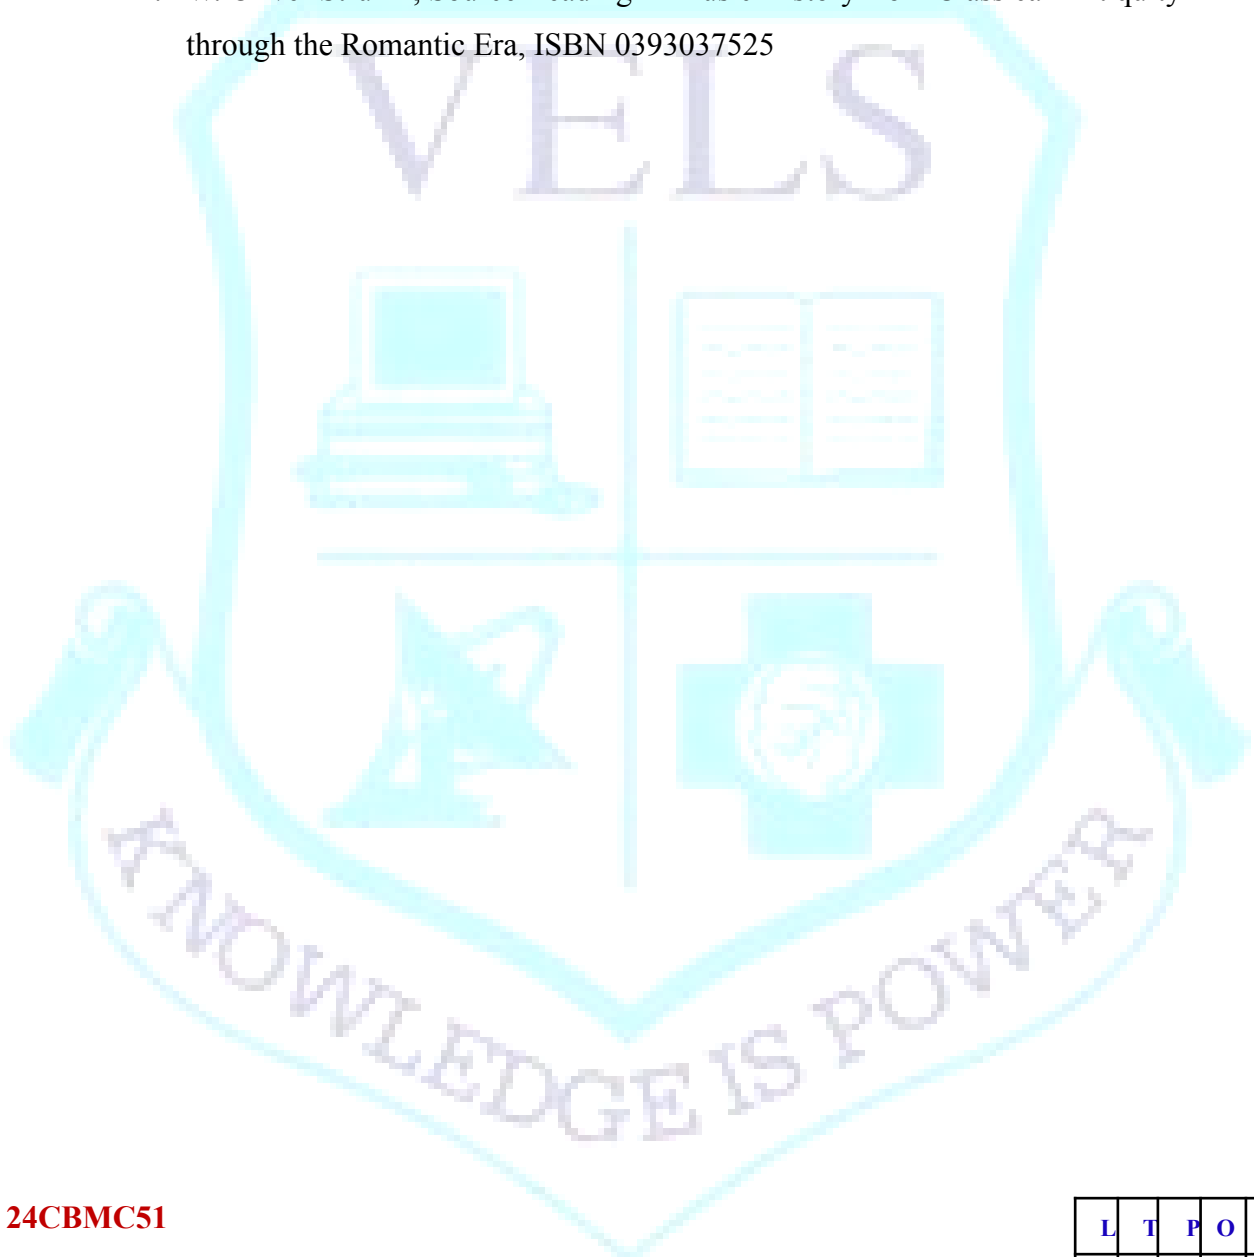 through the Romantic Era, ISBN 0393037525
VELS
KNOWLEDGE IS POWER
24CBMC51
L T P O